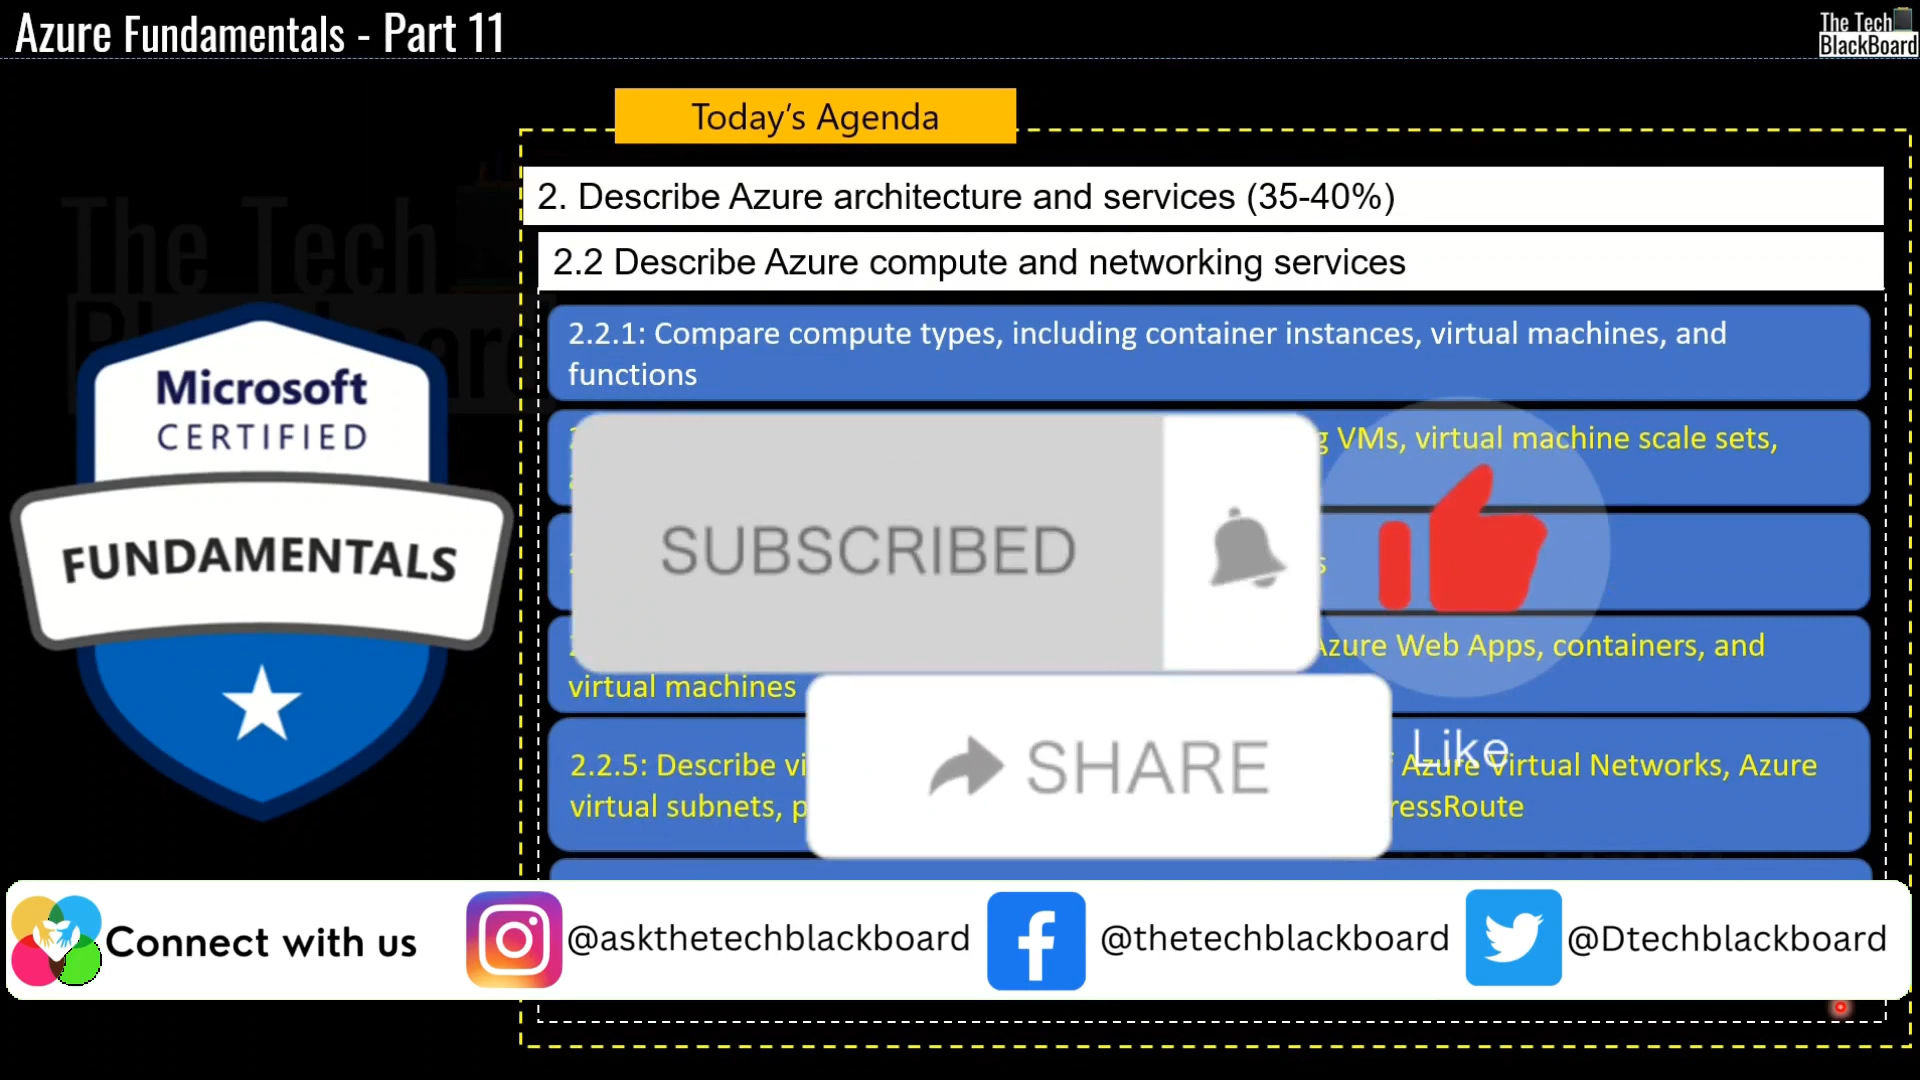 Azure Fundamentals - Part 11
The Tech
BlackBoard
Today's Agenda
2. Describe Azure architecture and services (35-40%)
2.2 Describe Azure compute and networking services
The Tech
Microsoft
CERTIFIED
FUNDAMENTALS
2.2.1: Compare compute types, including container instances, virtual machines, and
functions
VMs, virtual machine scale sets,
SUBSCRIBED
Azure Web Apps, containers, and
virtual machines
SHARE
Like
2.2.5: Describe Azure Virtual Networks, Azure
virtual subnets,
Connect with us
@askthetechblackboard
@thetechblackboard
@Dtechblackboard